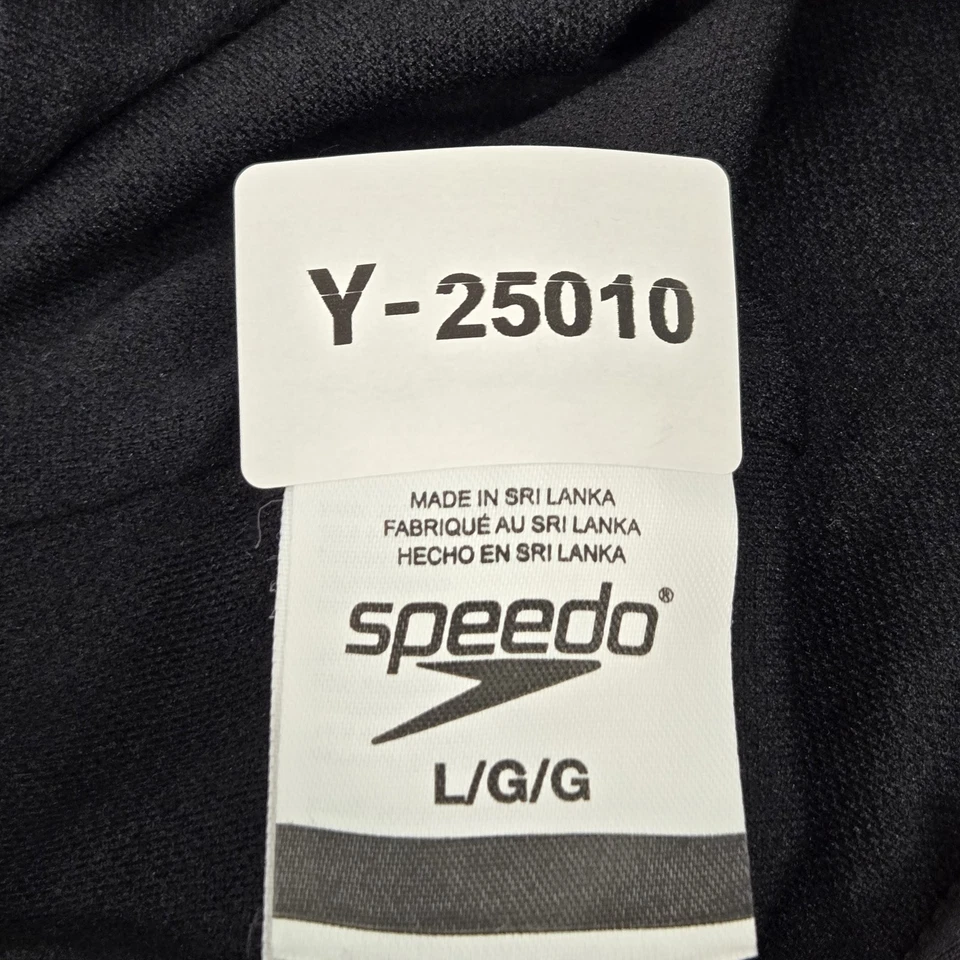 Y-25010
MADE IN SRI LANKA
FABRIQUÉ AU SRI LANKA
HECHO EN SRI LANKA
speedo®
L/G/G